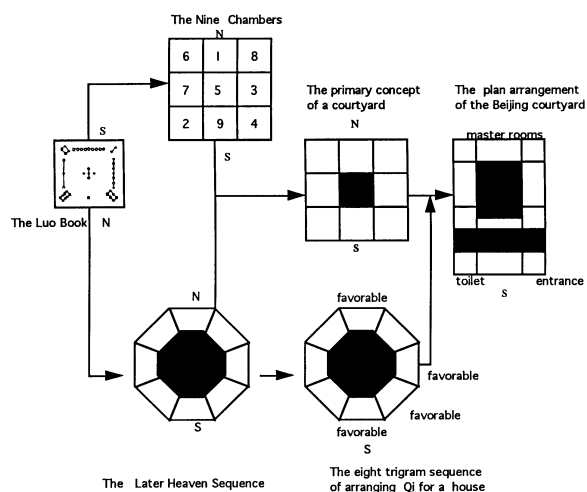 The Nine Chambers
N
6 1 8
7 5 3
2 9 4
S
S
The Luo Book N
The primary concept
of a courtyard
N
S
The plan arrangement
of the Beijing courtyard
master rooms
toilet entrance
S
N
S
The Later Heaven Sequence
favorable
favorable
favorable
favorable
S
The eight trigram sequence
of arranging Qi for a house